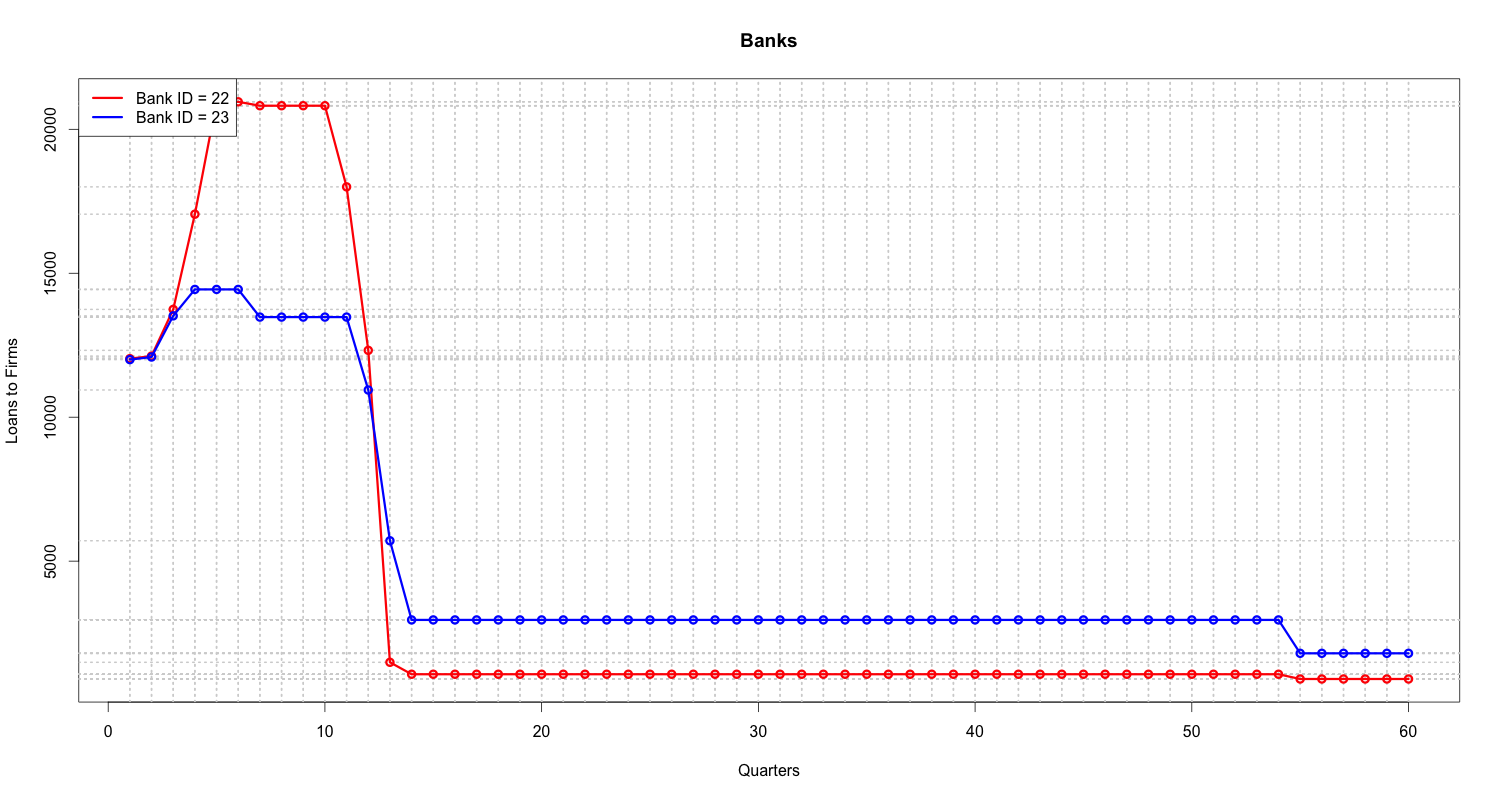 Banks
Bank ID = 22
Bank ID = 23
Loans to Firms
20000
15000
10000
5000
0 10 20 30 40 50 60
Quarters